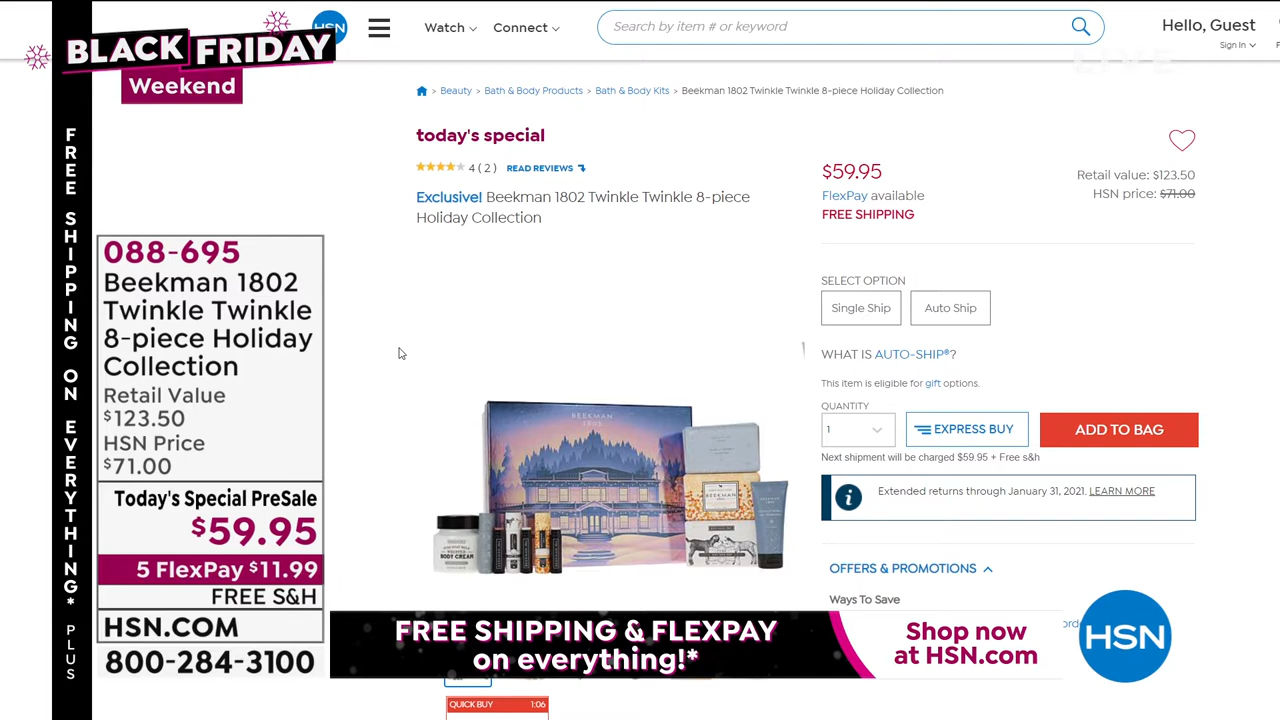 BLACK FRIDAY
Weekend
HSN
Watch
Connect
Search by item # or keyword
Hello, Guest
Sign In
LIVE
FREE SHIPPING ON EVERYTHING!* PLUS
Beauty > Bath & Body Products > Bath & Body Kits > Beekman 1802 Twinkle Twinkle 8-piece Holiday Collection
today's special
4 ( 2 ) READ REVIEWS
Exclusive! Beekman 1802 Twinkle Twinkle 8-piece
Holiday Collection
$59.95
FlexPay available
FREE SHIPPING
Retail value: $123.50
HSN price: $71.00
SELECT OPTION
Single Ship
Auto Ship
WHAT IS AUTO-SHIP®?
This item is eligible for gift options.
QUANTITY
1
EXPRESS BUY
ADD TO BAG
Next shipment will be charged $59.95 + Free s&h
Extended returns through January 31, 2021. LEARN MORE
OFFERS & PROMOTIONS
Ways To Save
088-695
Beekman 1802
Twinkle Twinkle
8-piece Holiday
Collection
Retail Value
$123.50
HSN Price
$71.00
Today's Special PreSale
$59.95
5 FlexPay $11.99
FREE S&H
HSN.COM
800-284-3100
BEEKMAN
1802
BEEKMAN
WHIPPED
BODY CREAM
FREE SHIPPING & FLEXPAY
on everything!*
Shop now
at HSN.com
HSN
QUICK BUY 1:06